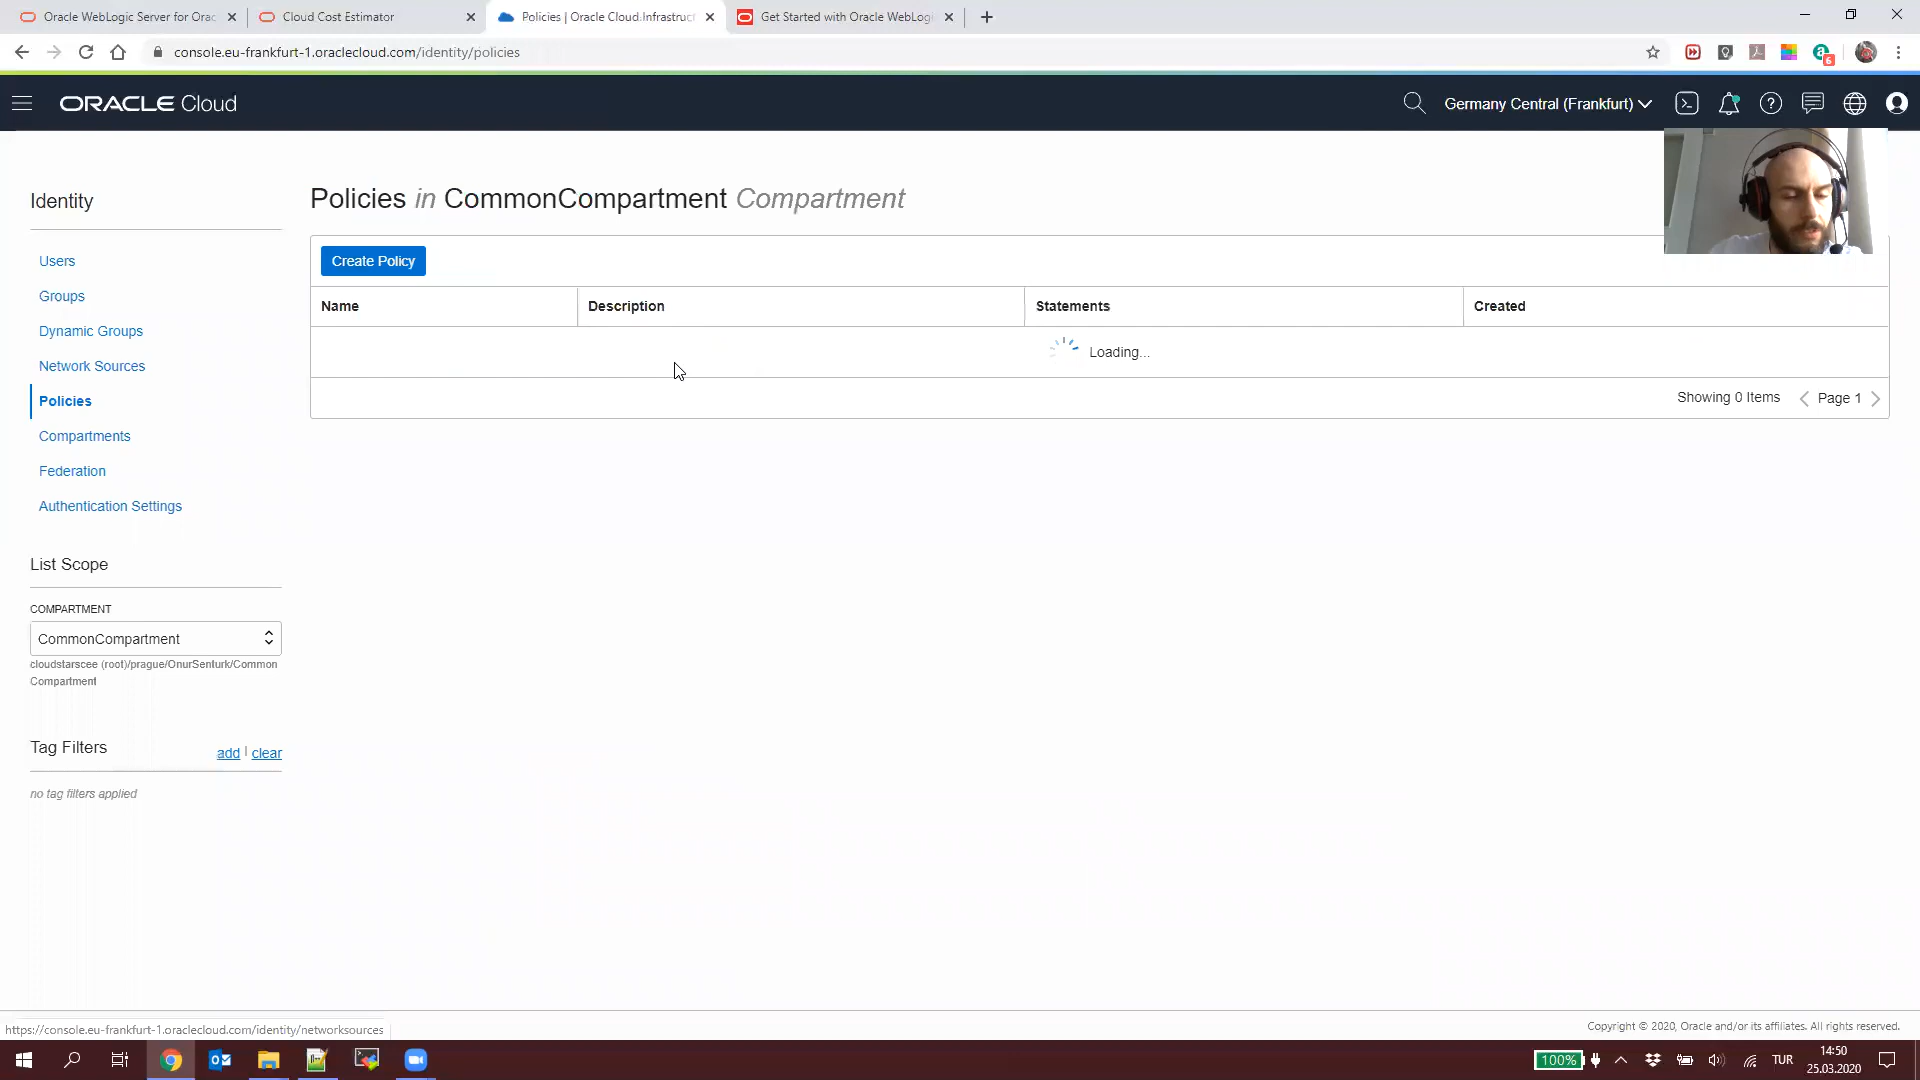 Oracle WebLogic Server for Orac
Cloud Cost Estimator
Policies | Oracle Cloud Infrastruct
Get Started with Oracle WebLogi
console.eu-frankfurt-1.oraclecloud.com/identity/policies
6
ORACLE Cloud
Germany Central (Frankfurt)
Identity
Users
Groups
Dynamic Groups
Network Sources
Policies
Compartments
Federation
Authentication Settings
List Scope
COMPARTMENT
CommonCompartment
cloudstarscee (root)/prague/OnurSenturk/Common
Compartment
Tag Filters
add | clear
no tag filters applied
Policies in CommonCompartment Compartment
Create Policy
Name Description Statements Created
Loading...
Showing 0 Items
Page 1
https://console.eu-frankfurt-1.oraclecloud.com/identity/networksources
Copyright © 2020, Oracle and/or its affiliates. All rights reserved.
100%
TUR
14:50
25.03.2020